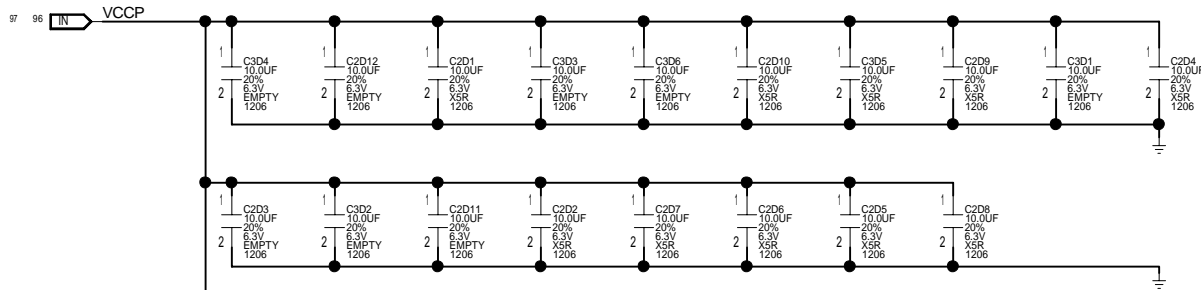 97 96 IN VCCP
1
C3D4
10.0UF
20%
6.3V
2 EMPTY
1206
1
C2D12
10.0UF
20%
6.3V
2 EMPTY
1206
1
C2D1
10.0UF
20%
6.3V
2 X5R
1206
1
C3D3
10.0UF
20%
6.3V
2 EMPTY
1206
1
C3D6
10.0UF
20%
6.3V
2 EMPTY
1206
1
C2D10
10.0UF
20%
6.3V
2 X5R
1206
1
C3D5
10.0UF
20%
6.3V
2 X5R
1206
1
C2D9
10.0UF
20%
6.3V
2 X5R
1206
1
C3D1
10.0UF
20%
6.3V
2 EMPTY
1206
1
C2D4
10.0UF
20%
6.3V
2 X5R
1206
1
C2D3
10.0UF
20%
6.3V
2 EMPTY
1206
1
C3D2
10.0UF
20%
6.3V
2 EMPTY
1206
1
C2D11
10.0UF
20%
6.3V
2 EMPTY
1206
1
C2D2
10.0UF
20%
6.3V
2 X5R
1206
1
C2D7
10.0UF
20%
6.3V
2 EMPTY
1206
1
C2D6
10.0UF
20%
6.3V
2 X5R
1206
1
C2D5
10.0UF
20%
6.3V
2 X5R
1206
1
C2D8
10.0UF
20%
6.3V
2 X5R
1206